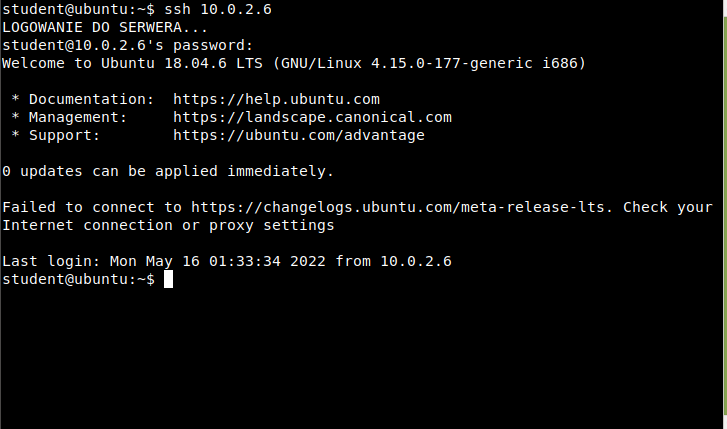 student@ubuntu:~$ ssh 10.0.2.6
LOGOWANIE DO SERWERA...
student@10.0.2.6's password:
Welcome to Ubuntu 18.04.6 LTS (GNU/Linux 4.15.0-177-generic i686)

 * Documentation:  https://help.ubuntu.com
 * Management:     https://landscape.canonical.com
 * Support:        https://ubuntu.com/advantage

0 updates can be applied immediately.

Failed to connect to https://changelogs.ubuntu.com/meta-release-lts. Check your
Internet connection or proxy settings

Last login: Mon May 16 01:33:34 2022 from 10.0.2.6
student@ubuntu:~$